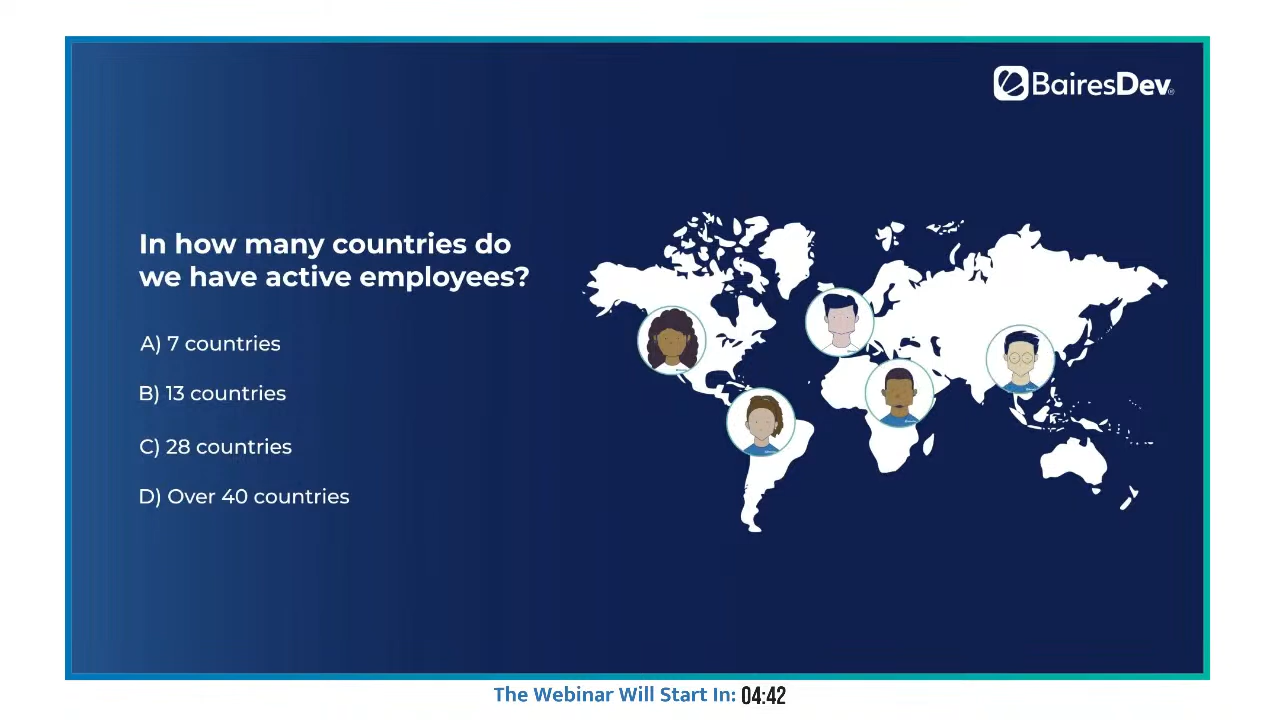 BairesDev®
In how many countries do
we have active employees?
A) 7 countries
B) 13 countries
C) 28 countries
D) Over 40 countries
The Webinar Will Start In: 04:42